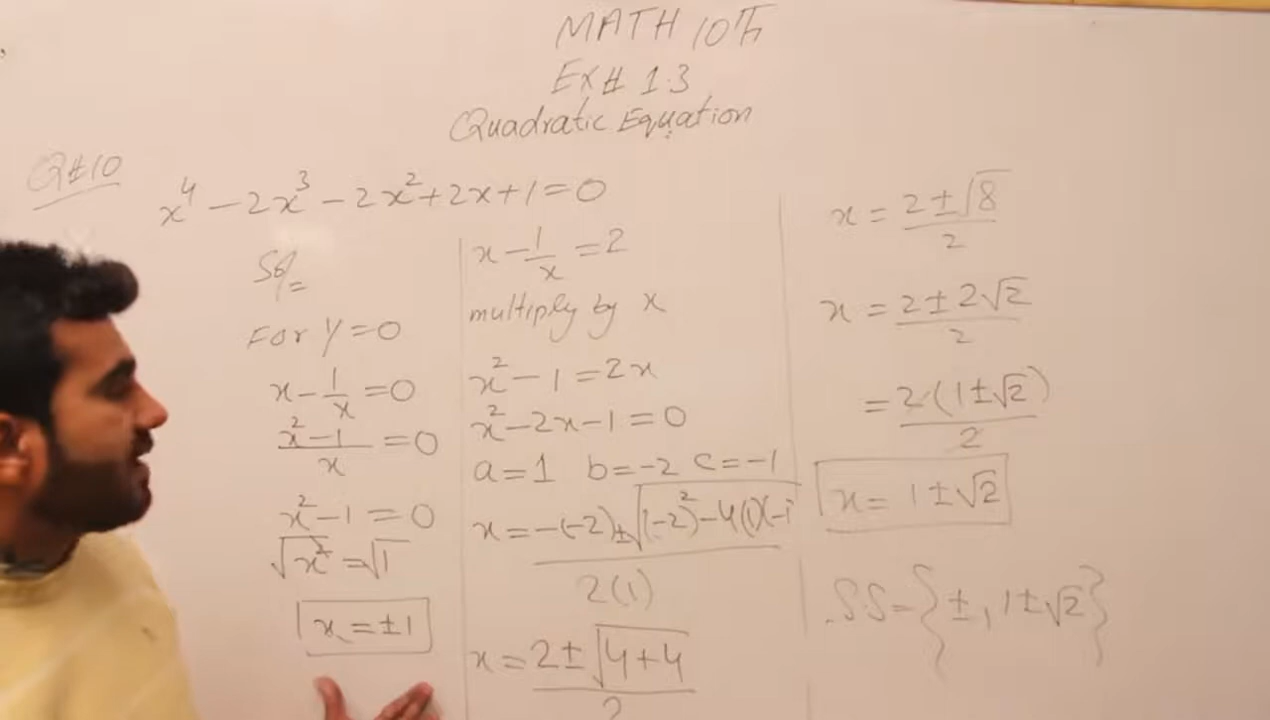 MATH 10Th
EX# 1.3
Quadratic Equation
Q#10
x⁴ − 2x³ − 2x² + 2x + 1 = 0
For Y = 0
x − 1/x = 0
x² − 1 / x = 0
x² − 1 = 0
√x² = √1
x = ±1
x − 1/x = 2
multiply by x
x² − 1 = 2x
x² − 2x − 1 = 0
a = 1 b = −2 c = −1
x = −(−2) ± √(−2)² − 4(1)(−1 / 2(1)
x = 2 ± √4+4 / 2
x = 2 ± √8 / 2
x = 2 ± 2√2 / 2
= 2(1 ± √2) / 2
x = 1 ± √2
S.S = {±, 1 ± √2}